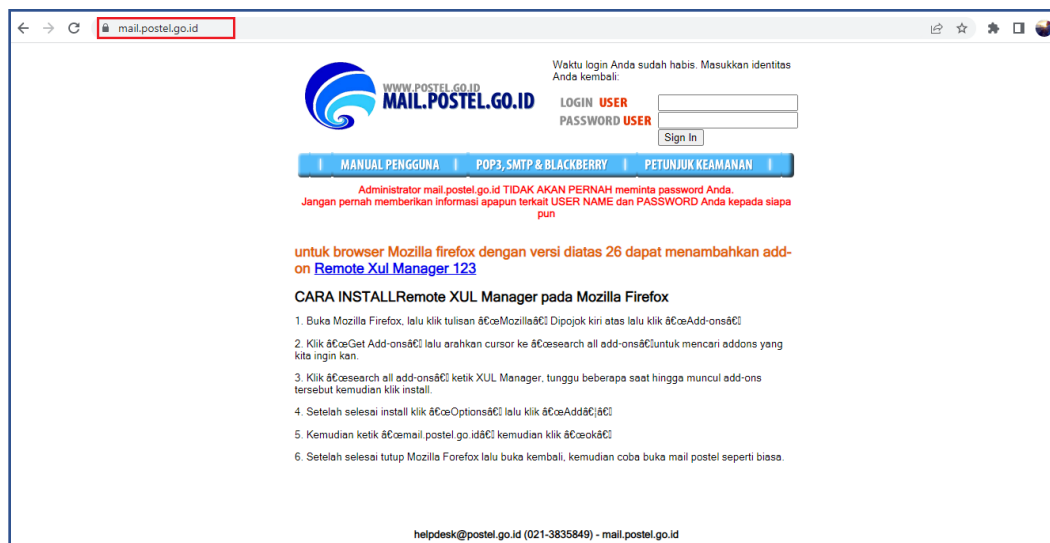 mail.postel.go.id
Waktu login Anda sudah habis. Masukkan identitas
Anda kembali:
WWW.POSTEL.GO.ID
MAIL.POSTEL.GO.ID
LOGIN USER
PASSWORD USER
Sign In
MANUAL PENGGUNA | POP3, SMTP & BLACKBERRY | PETUNJUK KEAMANAN
Administrator mail.postel.go.id TIDAK AKAN PERNAH meminta password Anda.
Jangan pernah memberikan informasi apapun terkait USER NAME dan PASSWORD Anda kepada siapa
pun
untuk browser Mozilla firefox dengan versi diatas 26 dapat menambahkan add-
on Remote Xul Manager 123
CARA INSTALLRemote XUL Manager pada Mozilla Firefox
1. Buka Mozilla Firefox, lalu klik tulisan â€œMozillaâ€▯ Dipojok kiri atas lalu klik â€œAdd-onsâ€▯
2. Klik â€œGet Add-onsâ€▯ lalu arahkan cursor ke â€œsearch all add-onsâ€▯untuk mencari addons yang
kita ingin kan.
3. Klik â€œsearch all add-onsâ€▯ ketik XUL Manager, tunggu beberapa saat hingga muncul add-ons
tersebut kemudian klik install.
4. Setelah selesai install klik â€œOptionsâ€▯ lalu klik â€œAddâ€¦â€▯
5. Kemudian ketik â€œmail.postel.go.idâ€▯ kemudian klik â€œokâ€▯
6. Setelah selesai tutup Mozilla Forefox lalu buka kembali, kemudian coba buka mail postel seperti biasa.
helpdesk@postel.go.id (021-3835849) - mail.postel.go.id